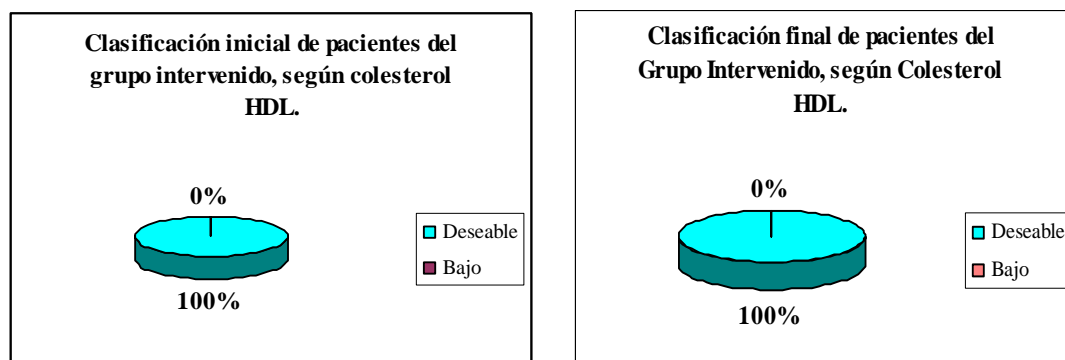 Clasificación inicial de pacientes del
grupo intervenido, según colesterol
HDL.
0%
100%
Deseable
Bajo
Clasificación final de pacientes del
Grupo Intervenido, según Colesterol
HDL.
0%
100%
Deseable
Bajo